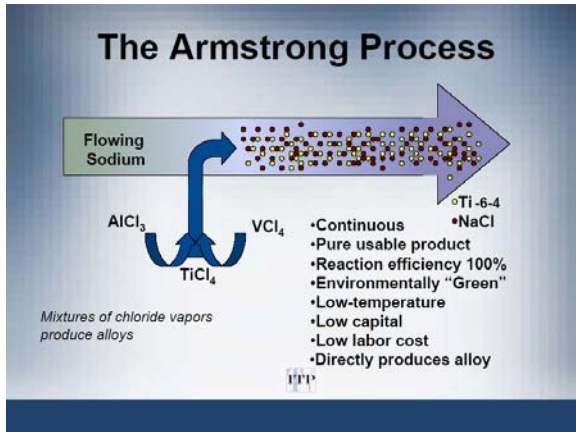 The Armstrong Process
Flowing
Sodium
AlCl3
VCl4
TiCl4
Ti -6-4
NaCl
Mixtures of chloride vapors
produce alloys
•Continuous
•Pure usable product
•Reaction efficiency 100%
•Environmentally “Green”
•Low-temperature
•Low capital
•Low labor cost
•Directly produces alloy
ITP